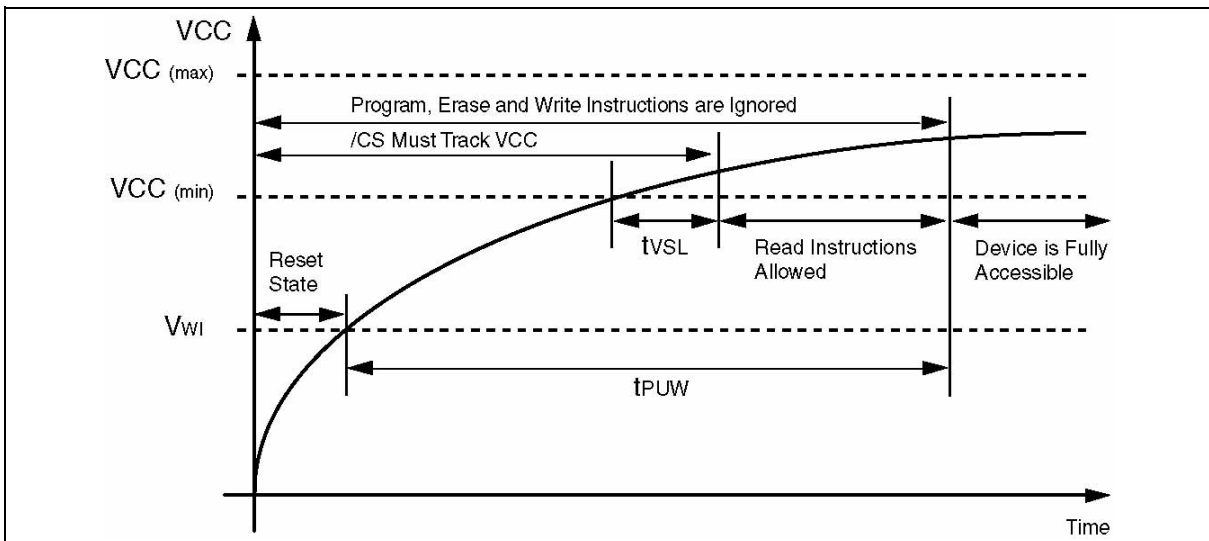 VCC
VCC (max)
Program, Erase and Write Instructions are Ignored
/CS Must Track VCC
VCC (min)
tVSL
Read Instructions
Allowed
Device is Fully
Accessible
Reset
State
VWI
tPUW
Time